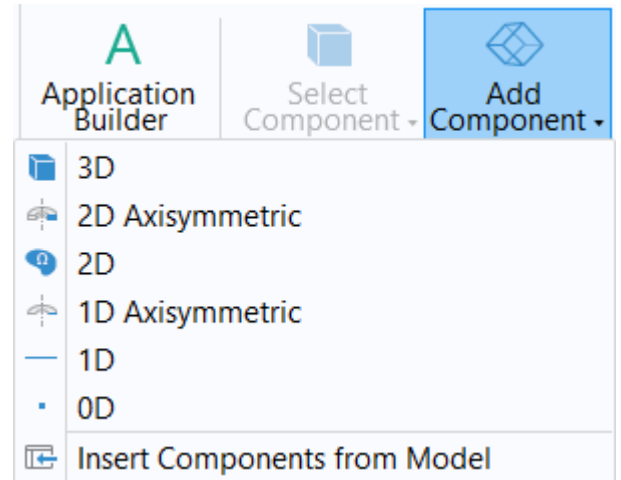 A
Application
Builder
Select
Component
Add
Component
3D
2D Axisymmetric
Ω
2D
1D Axisymmetric
1D
0D
Insert Components from Model